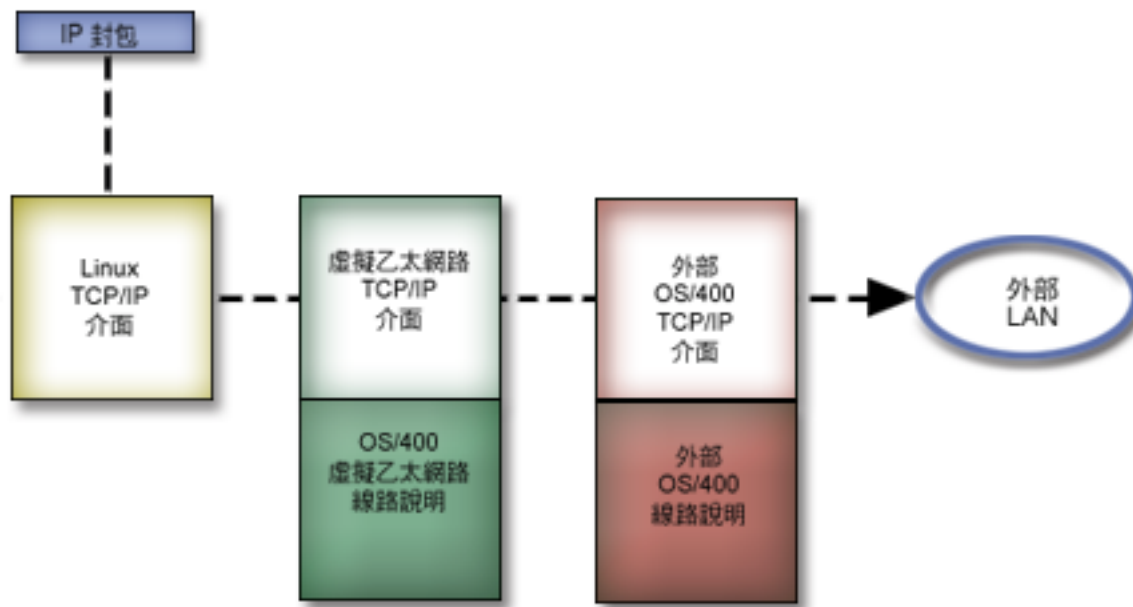 IP 封包
Linux
TCP/IP
介面
虛擬乙太網路
TCP/IP
介面
外部
OS/400
TCP/IP
介面
外部
LAN
OS/400
虛擬乙太網路
線路說明
外部
OS/400
線路說明